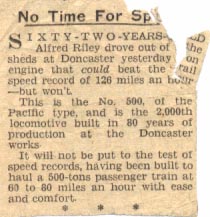 No Time For Sp
SIXTY-TWO-YEARS-
Alfred Riley drove out of
sheds at Doncaster yesterday on
engine that could beat the
speed record of 126 miles an hour
—but won't.
This is the No. 500, of the
Pacific type, and is the 2,000th
locomotive built in 80 years of
production at the Doncaster
works
It will not be put to the test of
speed records, having been built to
haul a 500-tons passenger train at
60 to 80 miles an hour with ease
and comfort.
* * *